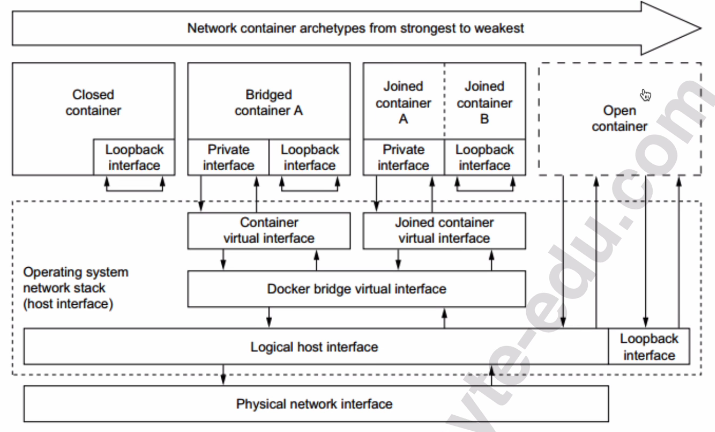 Network container archetypes from strongest to weakest
Closed
container
Loopback
interface
Bridged
container A
Private
interface
Loopback
interface
Joined
container
A
Joined
container
B
Private
interface
Loopback
interface
Open
container
Container
virtual interface
Joined container
virtual interface
Operating system
network stack
(host interface)
Docker bridge virtual interface
Logical host interface
Loopback
interface
Physical network interface
yte-edu.com